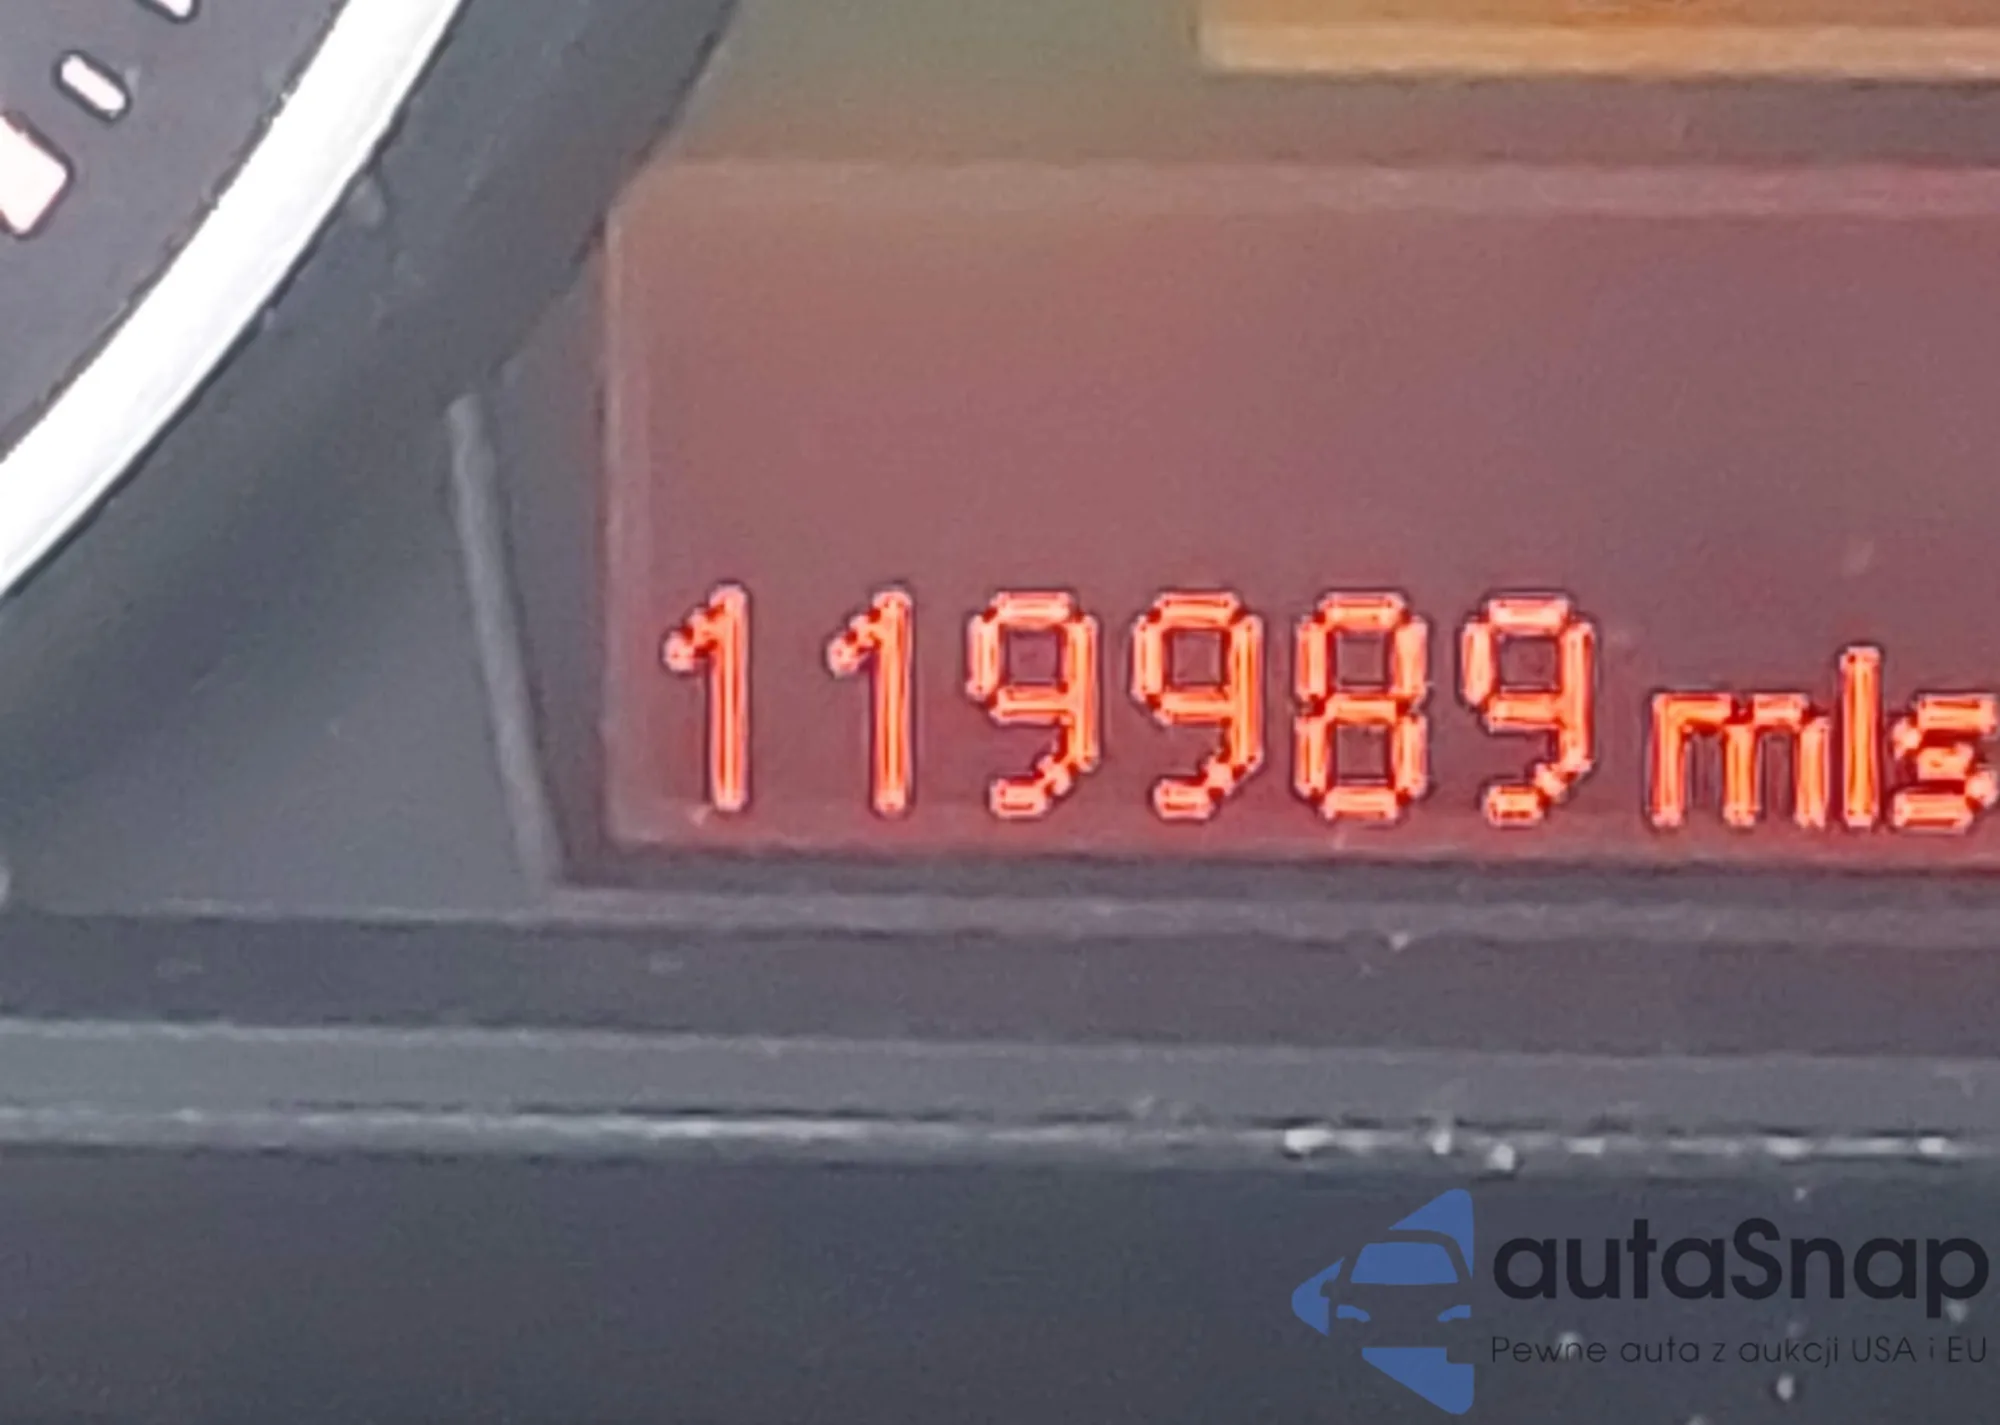 119989 mls
autaSnap
Pewne auta z aukcji USA i EU